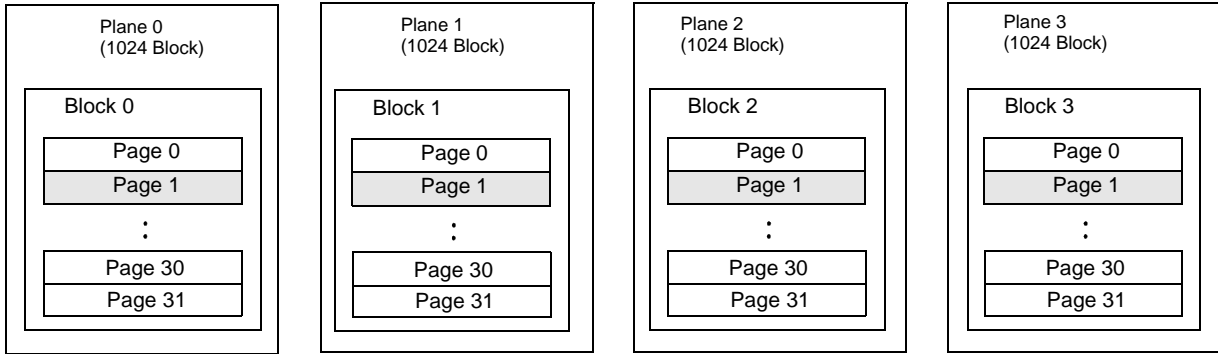 Plane 0
(1024 Block)
Block 0
Page 0
Page 1
:
Page 30
Page 31
Plane 1
(1024 Block)
Block 1
Page 0
Page 1
:
Page 30
Page 31
Plane 2
(1024 Block)
Block 2
Page 0
Page 1
:
Page 30
Page 31
Plane 3
(1024 Block)
Block 3
Page 0
Page 1
:
Page 30
Page 31